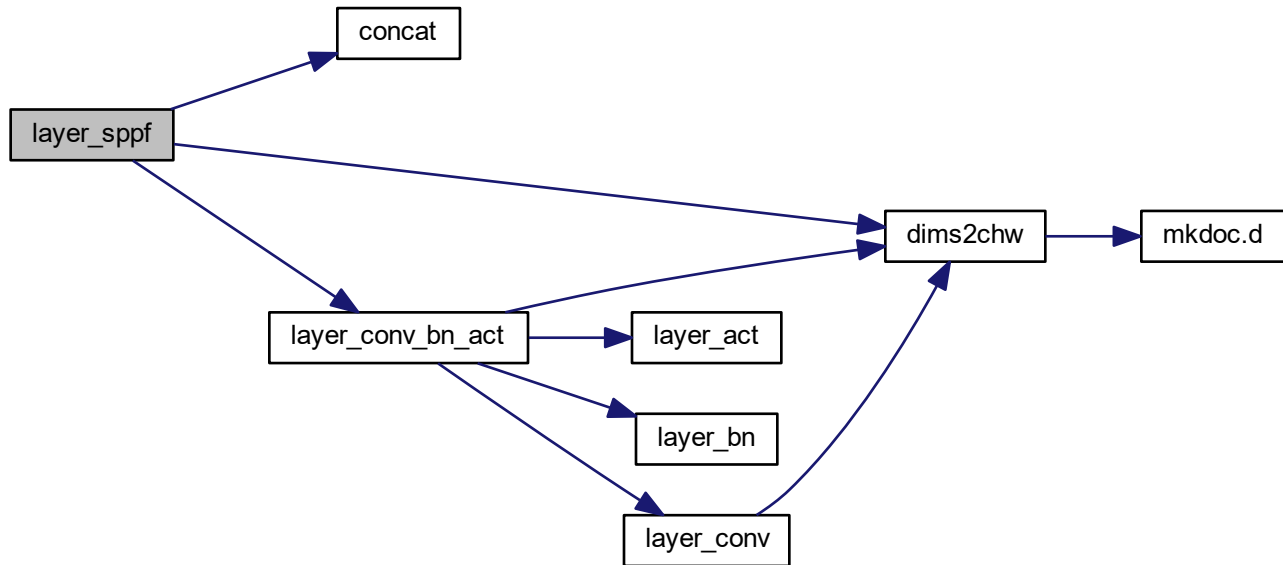 concat
layer_sppf
dims2chw
mkdoc.d
layer_conv_bn_act
layer_act
layer_bn
layer_conv